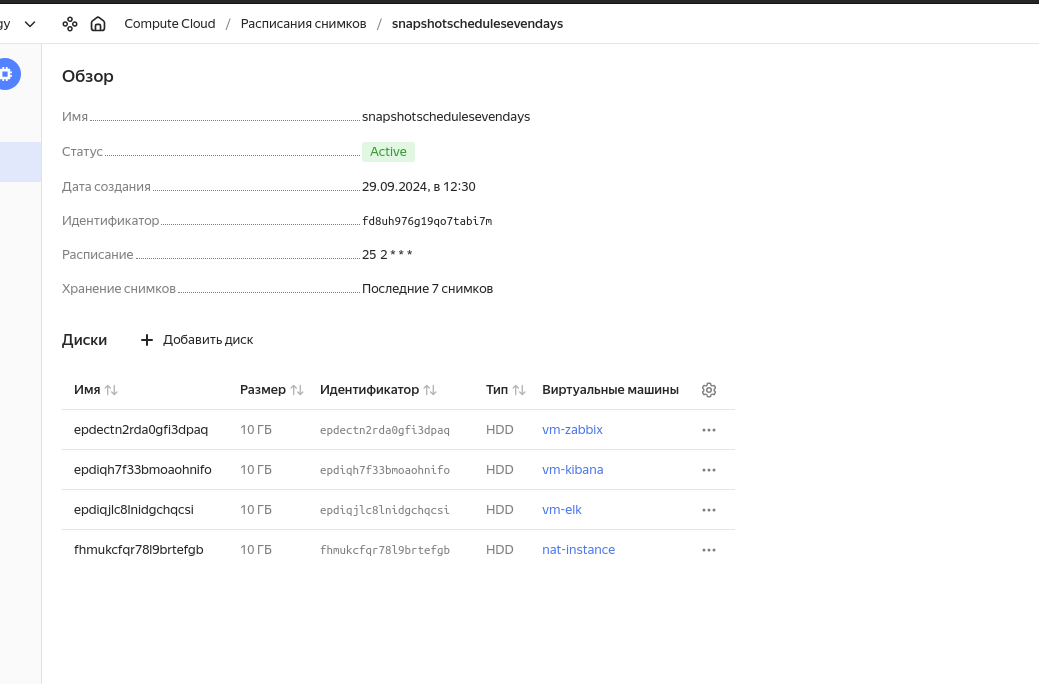 gy Compute Cloud / Расписания снимков / snapshotschedulesevendays
Обзор
Имя snapshotschedulesevendays
Статус Active
Дата создания 29.09.2024, в 12:30
Идентификатор fd8uh976g19qo7tabi7m
Расписание 25 2 * * *
Хранение снимков Последние 7 снимков
Диски + Добавить диск
Имя Размер Идентификатор Тип Виртуальные машины
epdectn2rda0gfi3dpaq 10 ГБ epdectn2rda0gfi3dpaq HDD vm-zabbix
epdiqh7f33bmoaohnifo 10 ГБ epdiqh7f33bmoaohnifo HDD vm-kibana
epdiqjlc8lnidgchqcsi 10 ГБ epdiqjlc8lnidgchqcsi HDD vm-elk
fhmukcfqr78l9brtefgb 10 ГБ fhmukcfqr78l9brtefgb HDD nat-instance